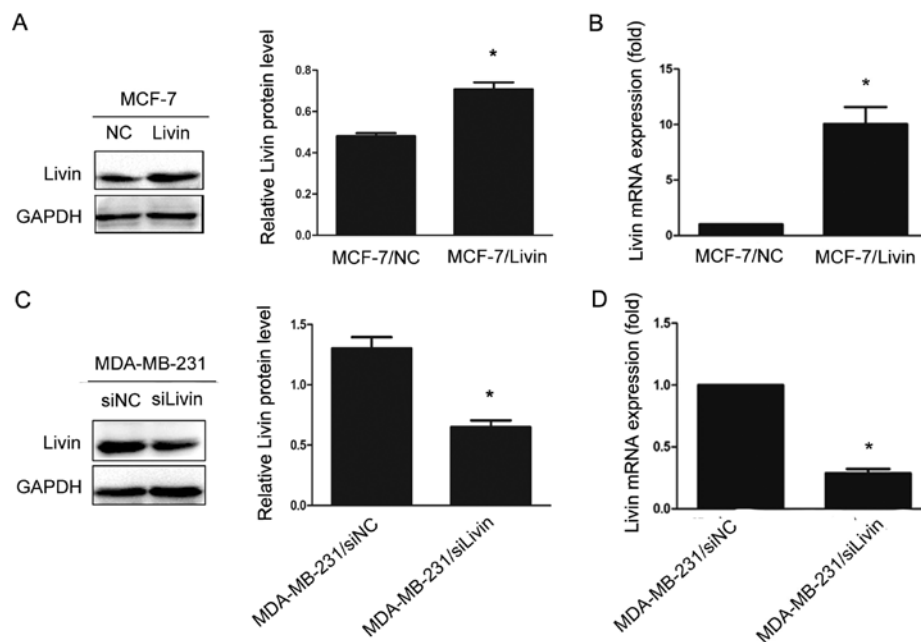 A
MCF-7
NC Livin
Livin
GAPDH
Relative Livin protein level
0.8
0.6
0.4
0.2
0.0
*
MCF-7/NC MCF-7/Livin
B
Livin mRNA expression (fold)
15
10
5
0
*
MCF-7/NC MCF-7/Livin
C
MDA-MB-231
siNC siLivin
Livin
GAPDH
Relative Livin protein level
1.5
1.0
0.5
0.0
*
MDA-MB-231/siNC
MDA-MB-231/siLivin
D
Livin mRNA expression (fold)
1.5
1.0
0.5
0.0
*
MDA-MB-231/siNC
MDA-MB-231/siLivin